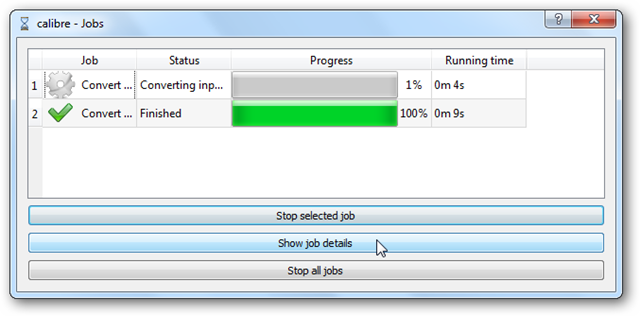 calibre - Jobs
?
Job Status Progress Running time
1 Convert ... Converting inp... 1% 0m 4s
2 Convert ... Finished 100% 0m 9s
Stop selected job
Show job details
Stop all jobs